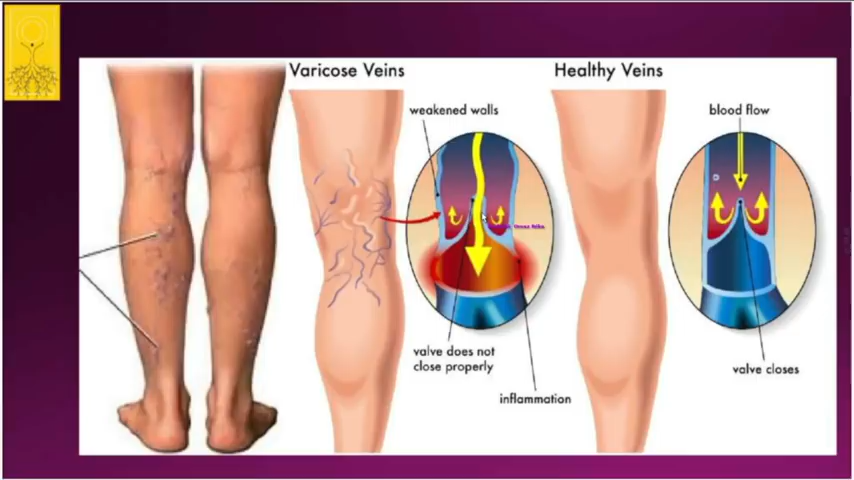 Varicose Veins
Healthy Veins
weakened walls
blood flow
valve does not
close properly
valve closes
inflammation